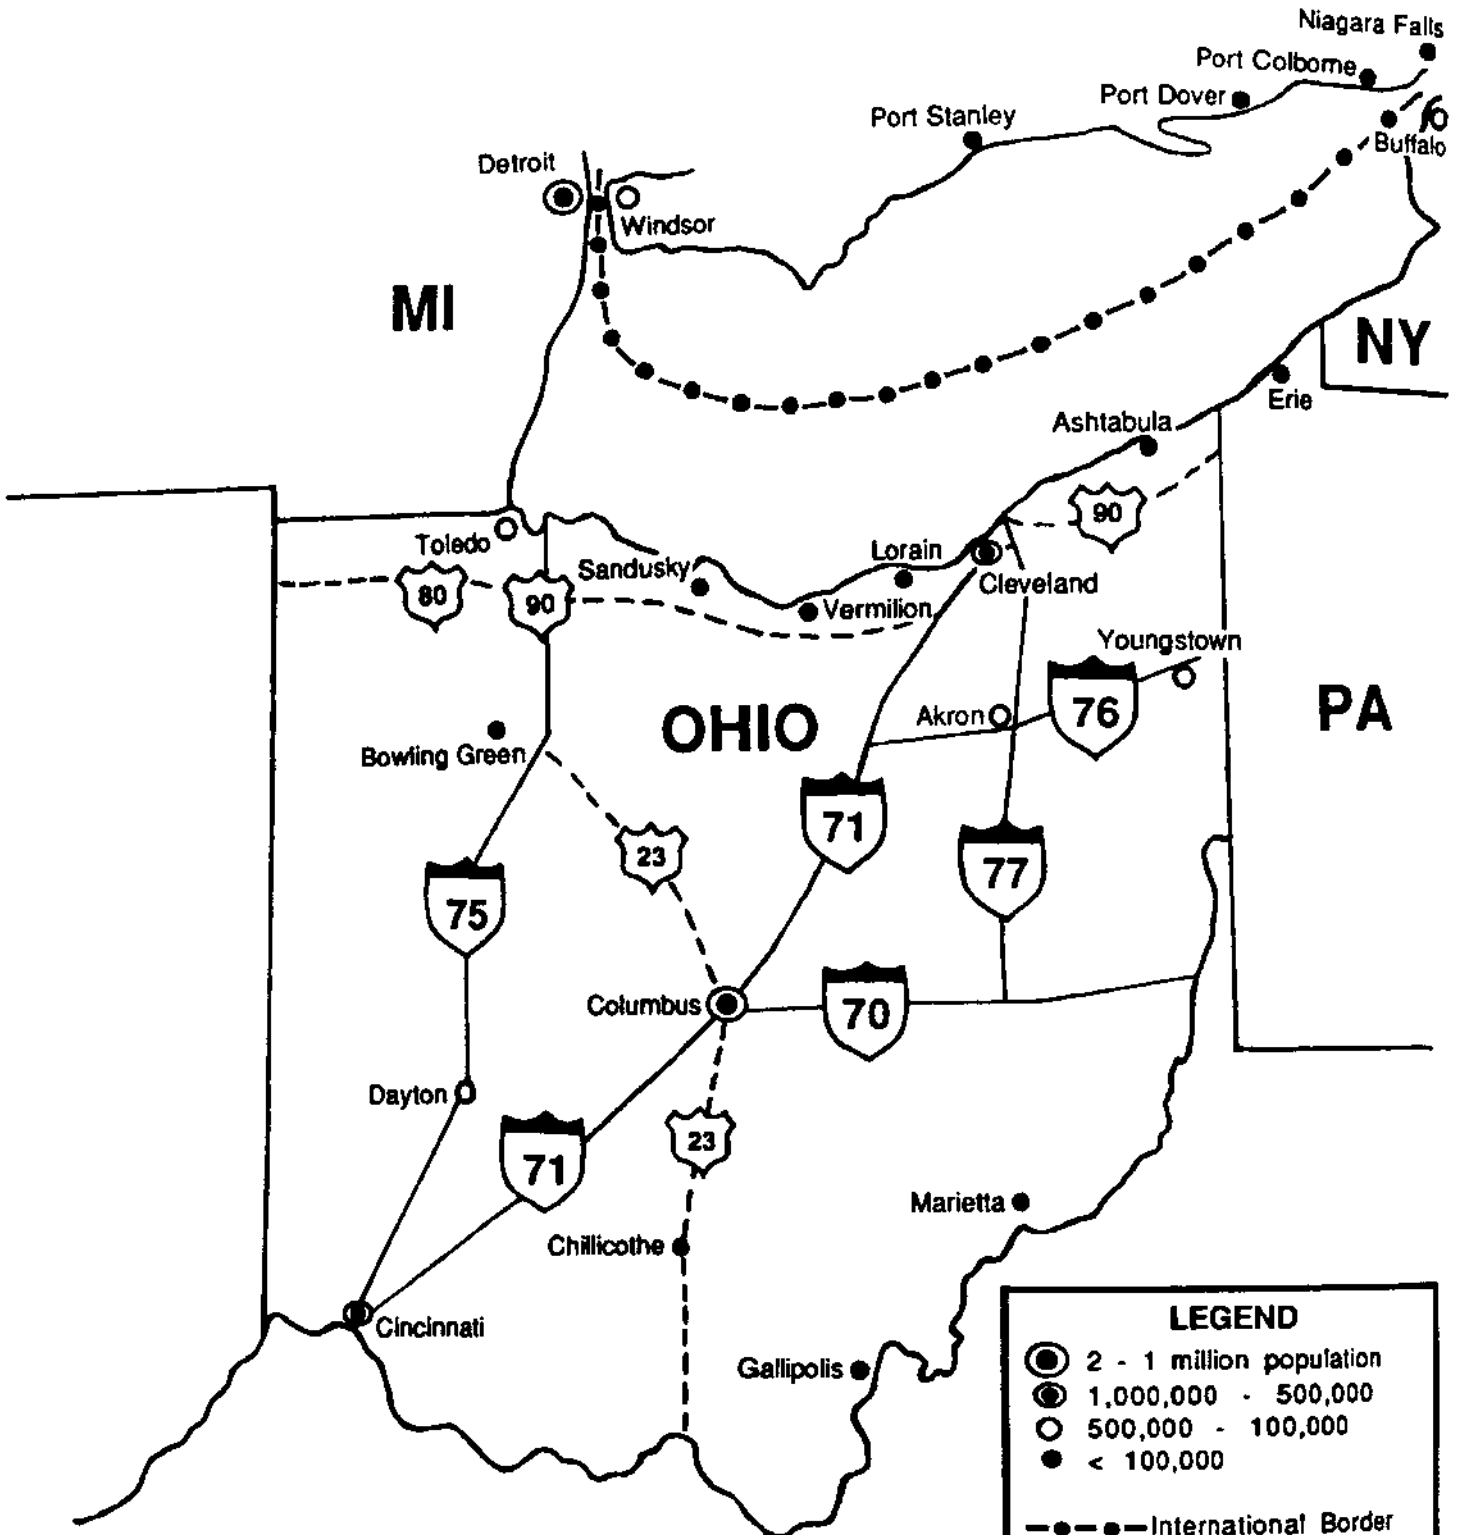 Niagara Falls
Port Colborne
Port Dover
Port Stanley
Buffalo
Detroit
Windsor
MI
NY
Erie
Ashtabula
90
Toledo
Lorain
Sandusky
Cleveland
80
90
Vermilion
Youngstown
OHIO
Akron
76
PA
Bowling Green
71
23
77
75
Columbus
70
Dayton
23
71
Marietta
Chillicothe
Cincinnati
Gallipolis
LEGEND
2 - 1 million population
1,000,000 - 500,000
500,000 - 100,000
< 100,000
International Border